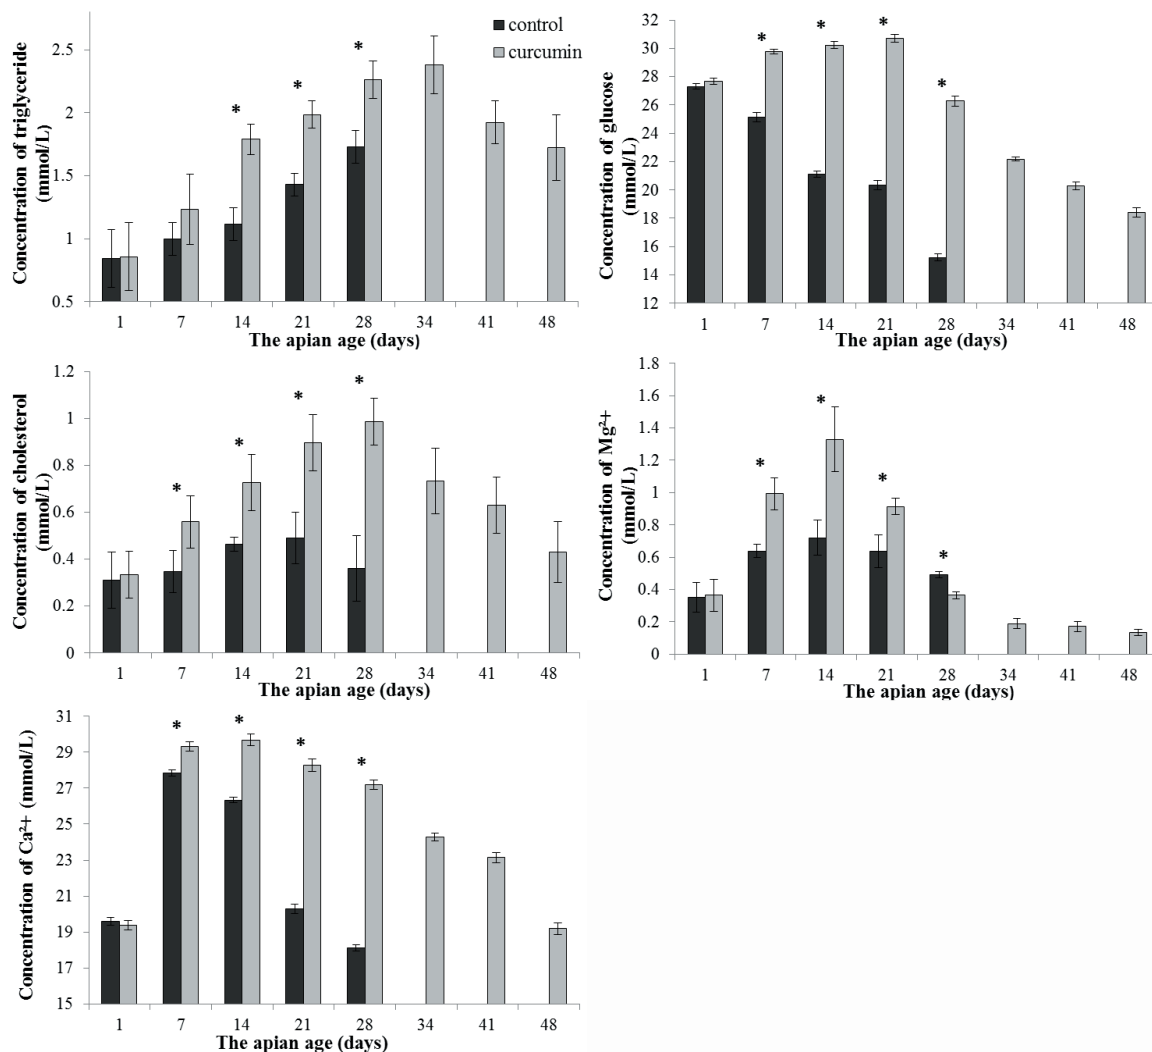 Concentration of triglyceride
(mmol/L)
2.5
2
1.5
1
0.5
control
curcumin
*
*
*
1 7 14 21 28 34 41 48
The apian age (days)
Concentration of glucose
(mmol/L)
32
30
28
26
24
22
20
18
16
14
12
*
*
*
*
1 7 14 21 28 34 41 48
The apian age (days)
Concentration of cholesterol
(mmol/L)
1.2
1
0.8
0.6
0.4
0.2
0
*
*
*
*
1 7 14 21 28 34 41 48
The apian age (days)
Concentration of Mg²+
(mmol/L)
1.8
1.6
1.4
1.2
1
0.8
0.6
0.4
0.2
0
*
*
*
*
1 7 14 21 28 34 41 48
The apian age (days)
Concentration of Ca²+ (mmol/L)
31
29
27
25
23
21
19
17
15
*
*
*
*
1 7 14 21 28 34 41 48
The apian age (days)